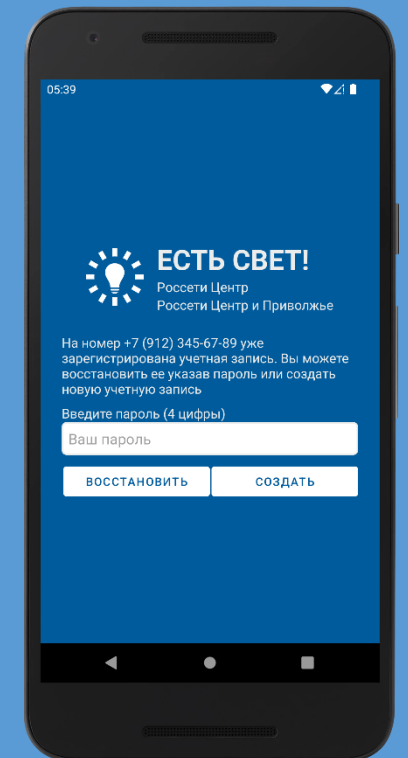 05:39
ЕСТЬ СВЕТ!
Россети Центр
Россети Центр и Приволжье
На номер +7 (912) 345-67-89 уже
зарегистрирована учетная запись. Вы можете
восстановить ее указав пароль или создать
новую учетную запись
Введите пароль (4 цифры)
Ваш пароль
ВОССТАНОВИТЬ СОЗДАТЬ